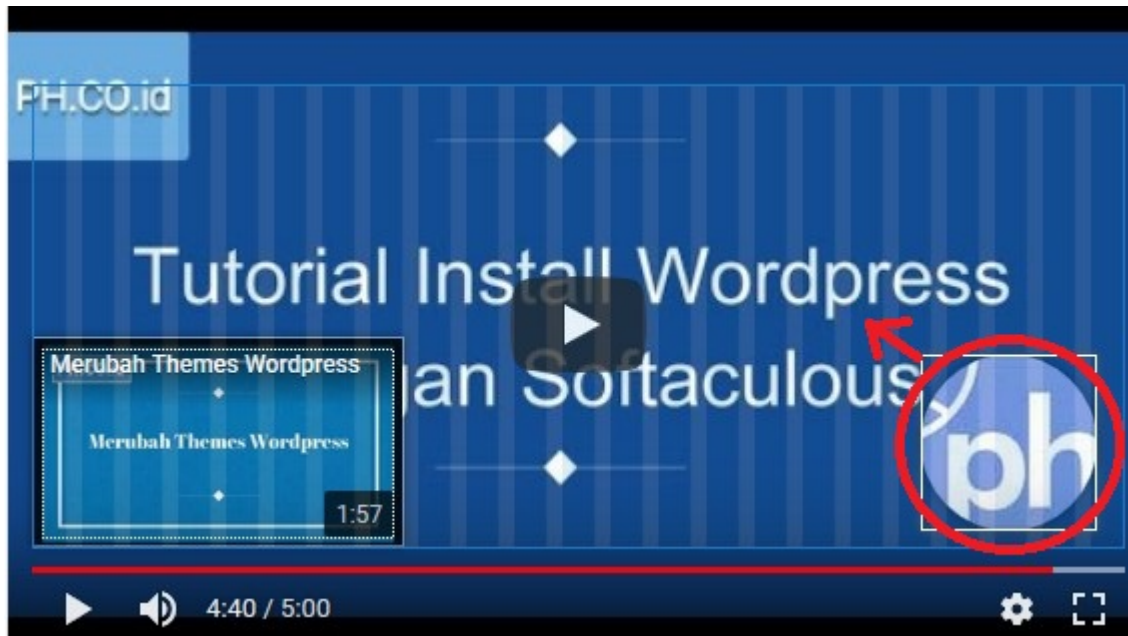 PH.CO.id
Tutorial Install Wordpress
gan Softaculous
Merubah Themes Wordpress
Merubah Themes Wordpress
1:57
ph
4:40 / 5:00